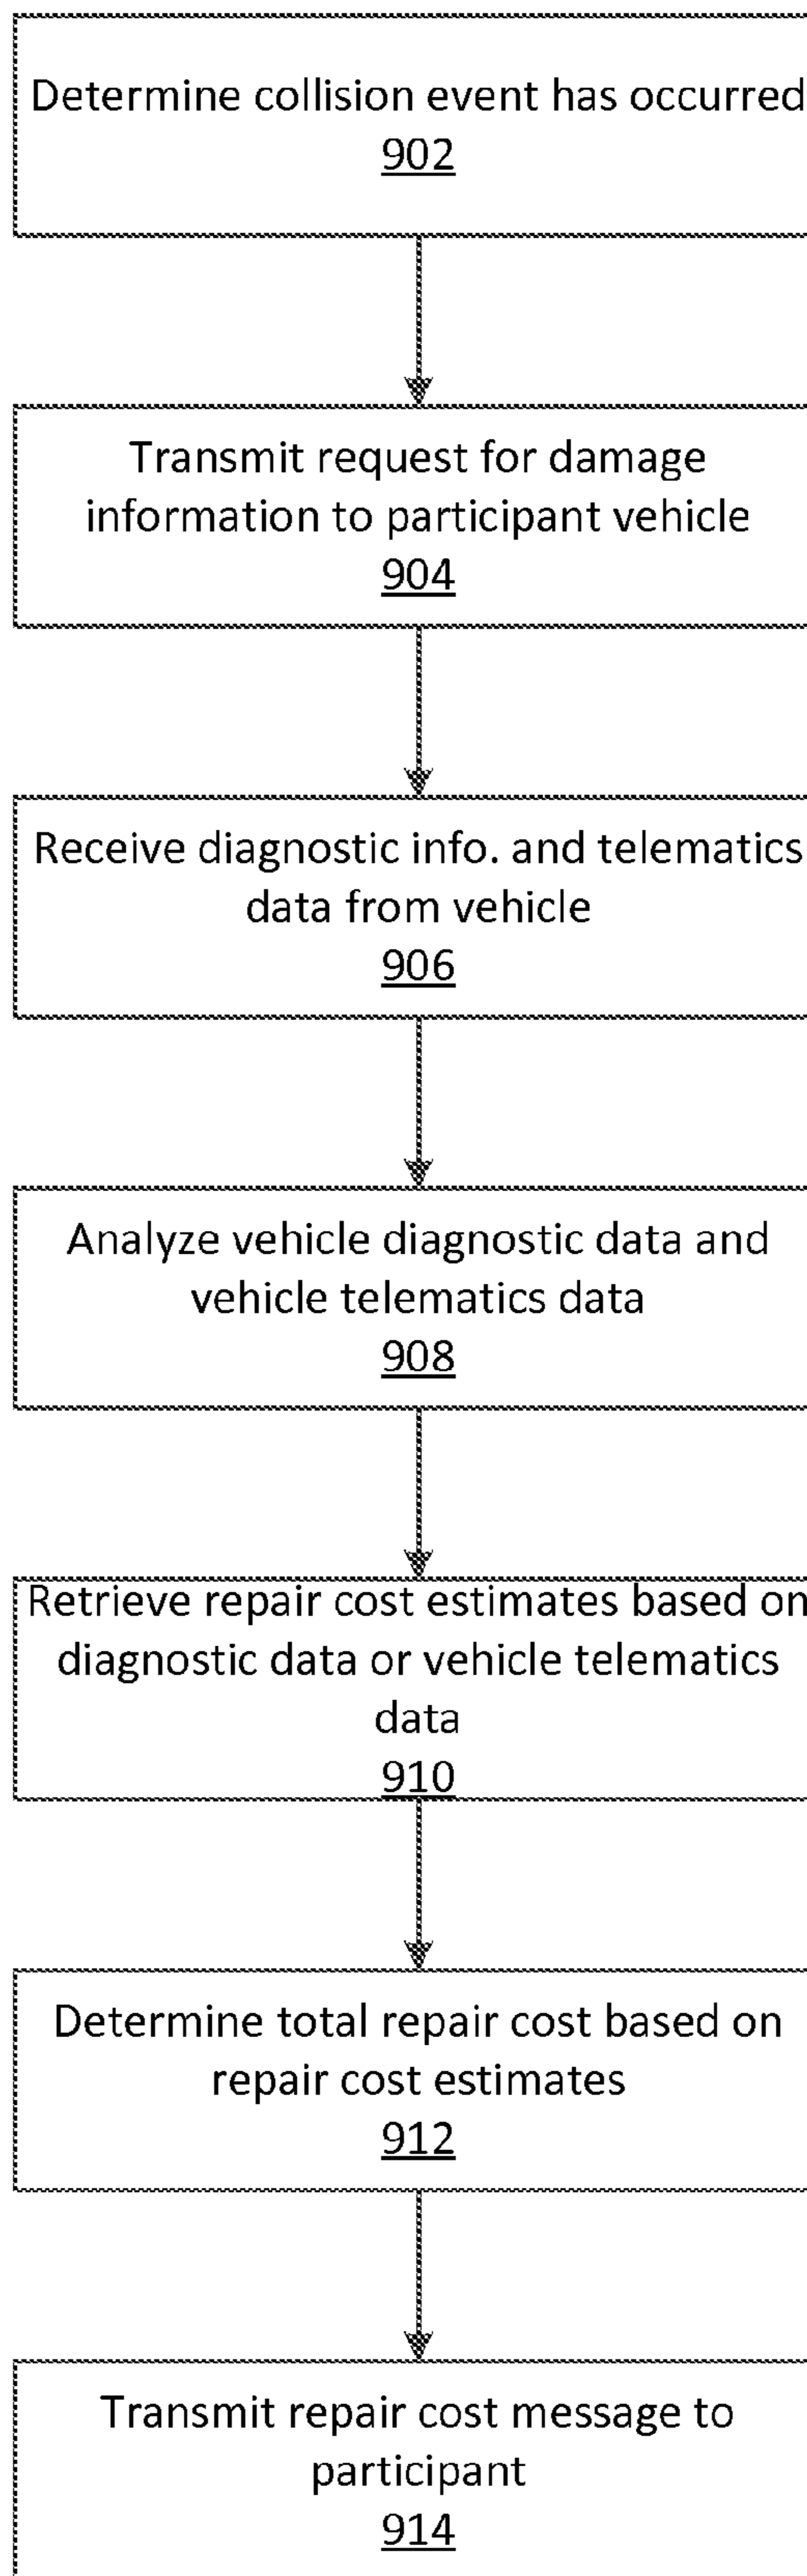 Determine collision event has occurred
902
Transmit request for damage
information to participant vehicle
904
Receive diagnostic info. and telematics
data from vehicle
906
Analyze vehicle diagnostic data and
vehicle telematics data
908
Retrieve repair cost estimates based on
diagnostic data or vehicle telematics
data
910
Determine total repair cost based on
repair cost estimates
912
Transmit repair cost message to
participant
914